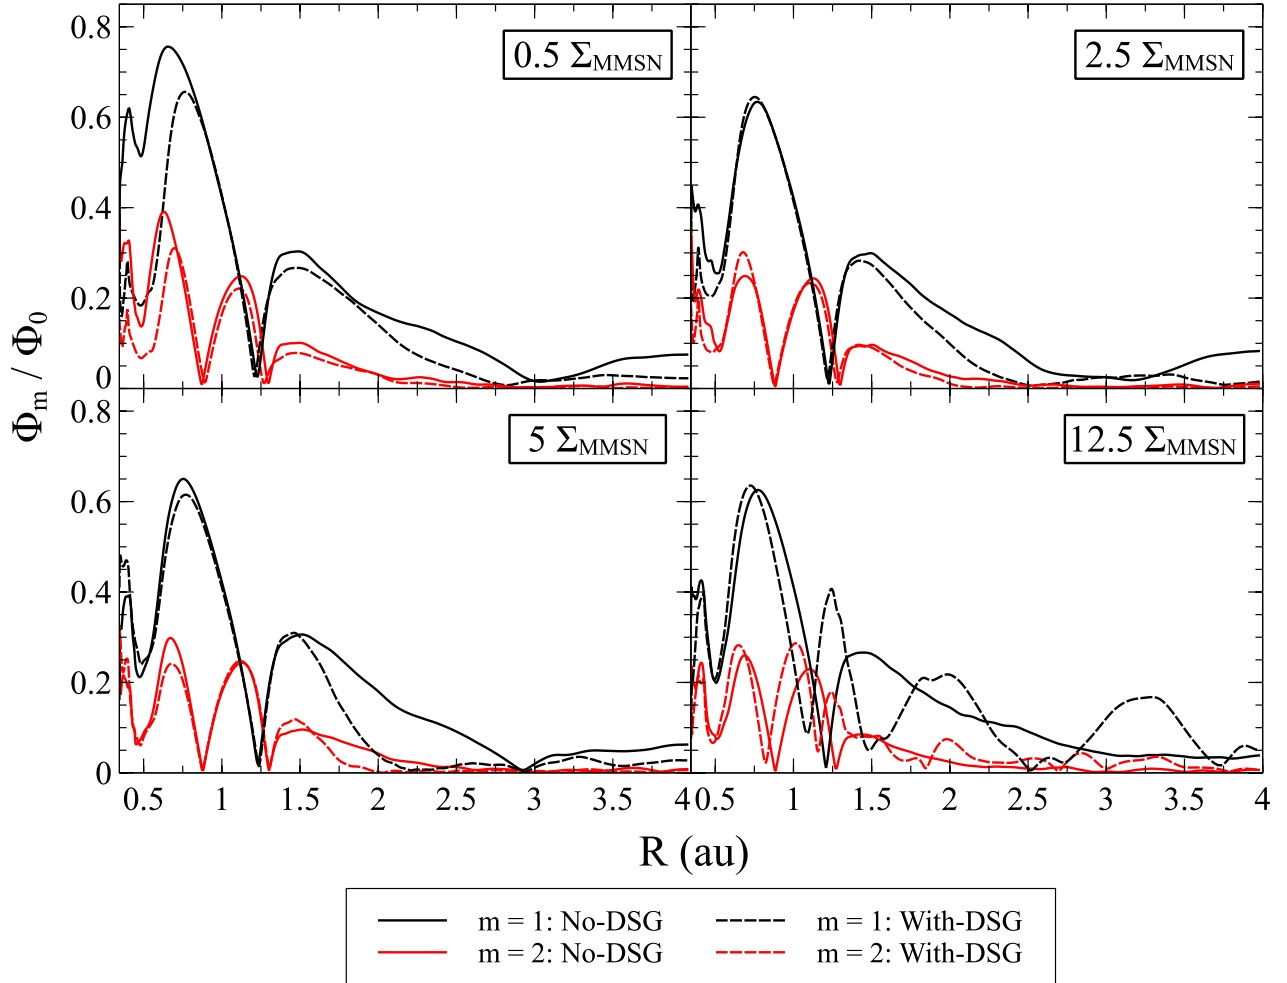 0.8
0.6
0.4
0.2
0
0.5 Σ_MMSN
2.5 Σ_MMSN
Φ_m / Φ_0
0.8
0.6
0.4
0.2
0
5 Σ_MMSN
12.5 Σ_MMSN
0.5 1 1.5 2 2.5 3 3.5 4
0.5 1 1.5 2 2.5 3 3.5 4
R (au)
m = 1: No-DSG
m = 1: With-DSG
m = 2: No-DSG
m = 2: With-DSG